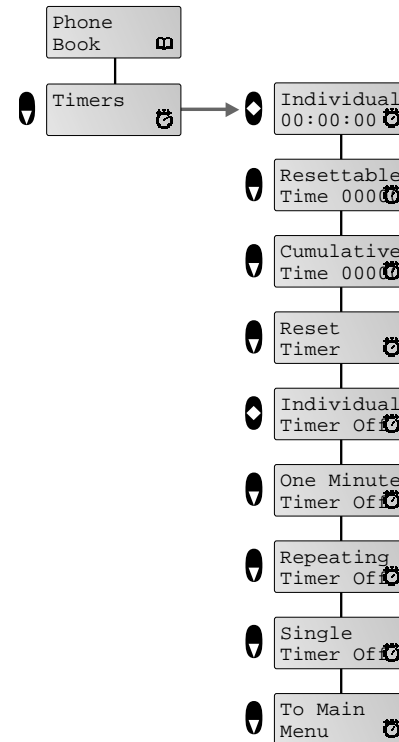 Phone
Book
Timers
Individual
00:00:00
Resettable
Time 0000
Cumulative
Time 0000
Reset
Timer
Individual
Timer Off
One Minute
Timer Off
Repeating
Timer Off
Single
Timer Off
To Main
Menu